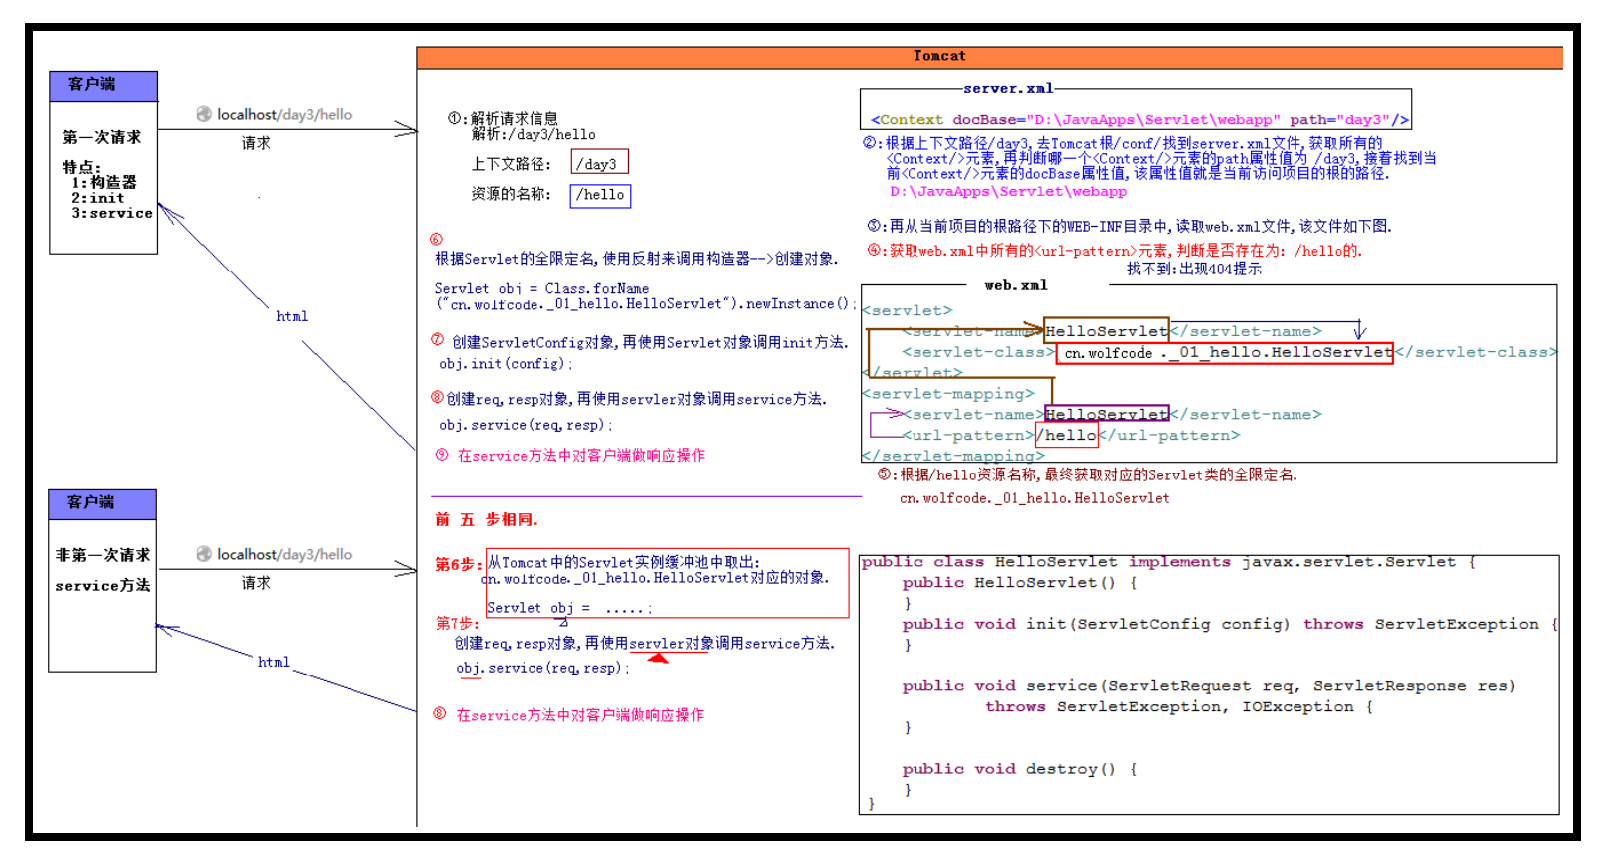 Tomcat
客户端
第一次请求
特点:
1:构造器
2:init
3:service
localhost/day3/hello
请求
html
①:解析请求信息
解析:/day3/hello
上下文路径: /day3
资源的名称: /hello
server.xml
<Context docBase="D:\JavaApps\Servlet\webapp" path="day3"/>
②:根据上下文路径/day3,去Tomcat根/conf/找到server.xml文件,获取所有的
<Context/>元素,再判断哪一个<Context/>元素的path属性值为 /day3,接着找到当
前<Context/>元素的docBase属性值,该属性值就是当前访问项目的根的路径.
D:\JavaApps\Servlet\webapp
③:再从当前项目的根路径下的WEB-INF目录中,读取web.xml文件,该文件如下图.
④:获取web.xml中所有的<url-pattern>元素,判断是否存在为: /hello的.
找不到:出现404提示
web.xml
<servlet>
<servlet-name>HelloServlet</servlet-name>
<servlet-class> cn.wolfcode ._01_hello.HelloServlet</servlet-class>
</servlet>
<servlet-mapping>
<servlet-name>HelloServlet</servlet-name>
<url-pattern>/hello</url-pattern>
</servlet-mapping>
⑤:根据/hello资源名称,最终获取对应的Servlet类的全限定名.
cn.wolfcode._01_hello.HelloServlet
⑥
根据Servlet的全限定名,使用反射来调用构造器-->创建对象.
Servlet obj = Class.forName
("cn.wolfcode._01_hello.HelloServlet").newInstance();
⑦ 创建ServletConfig对象,再使用Servlet对象调用init方法.
obj.init(config);
⑧创建req,resp对象,再使用servler对象调用service方法.
obj.service(req,resp);
⑨ 在service方法中对客户端做响应操作
客户端
非第一次请求
service方法
localhost/day3/hello
请求
html
前 五 步相同.
第6步: 从Tomcat中的Servlet实例缓冲池中取出:
cn.wolfcode._01_hello.HelloServlet对应的对象.
Servlet obj = .....;
第7步:
创建req,resp对象,再使用servler对象调用service方法.
obj.service(req,resp);
⑧ 在service方法中对客户端做响应操作
public class HelloServlet implements javax.servlet.Servlet {
public HelloServlet() {
}
public void init(ServletConfig config) throws ServletException {
}
public void service(ServletRequest req, ServletResponse res)
throws ServletException, IOException {
}
public void destroy() {
}
}